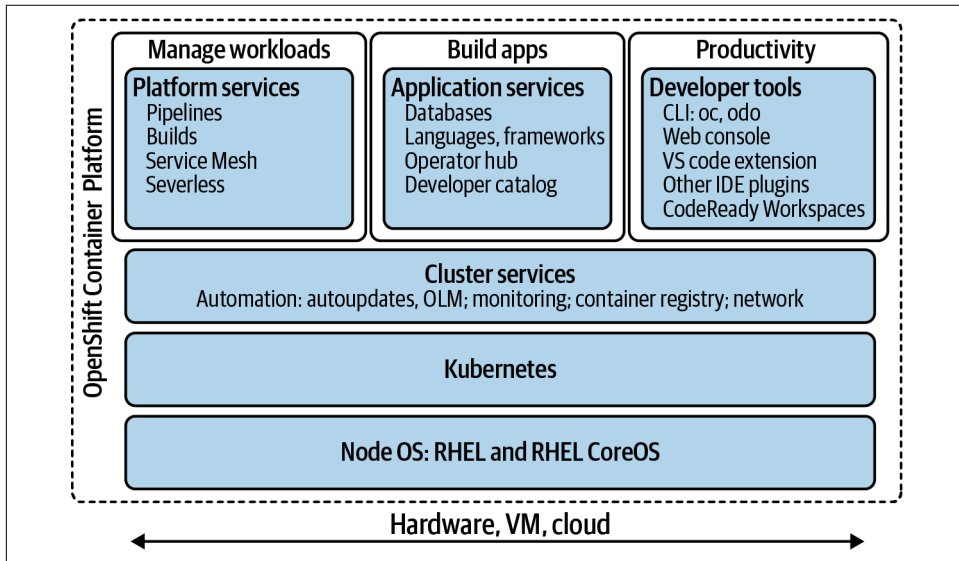 OpenShift Container Platform
Manage workloads
Platform services
Pipelines
Builds
Service Mesh
Severless
Build apps
Application services
Databases
Languages, frameworks
Operator hub
Developer catalog
Productivity
Developer tools
CLI: oc, odo
Web console
VS code extension
Other IDE plugins
CodeReady Workspaces
Cluster services
Automation: autoupdates, OLM; monitoring; container registry; network
Kubernetes
Node OS: RHEL and RHEL CoreOS
Hardware, VM, cloud